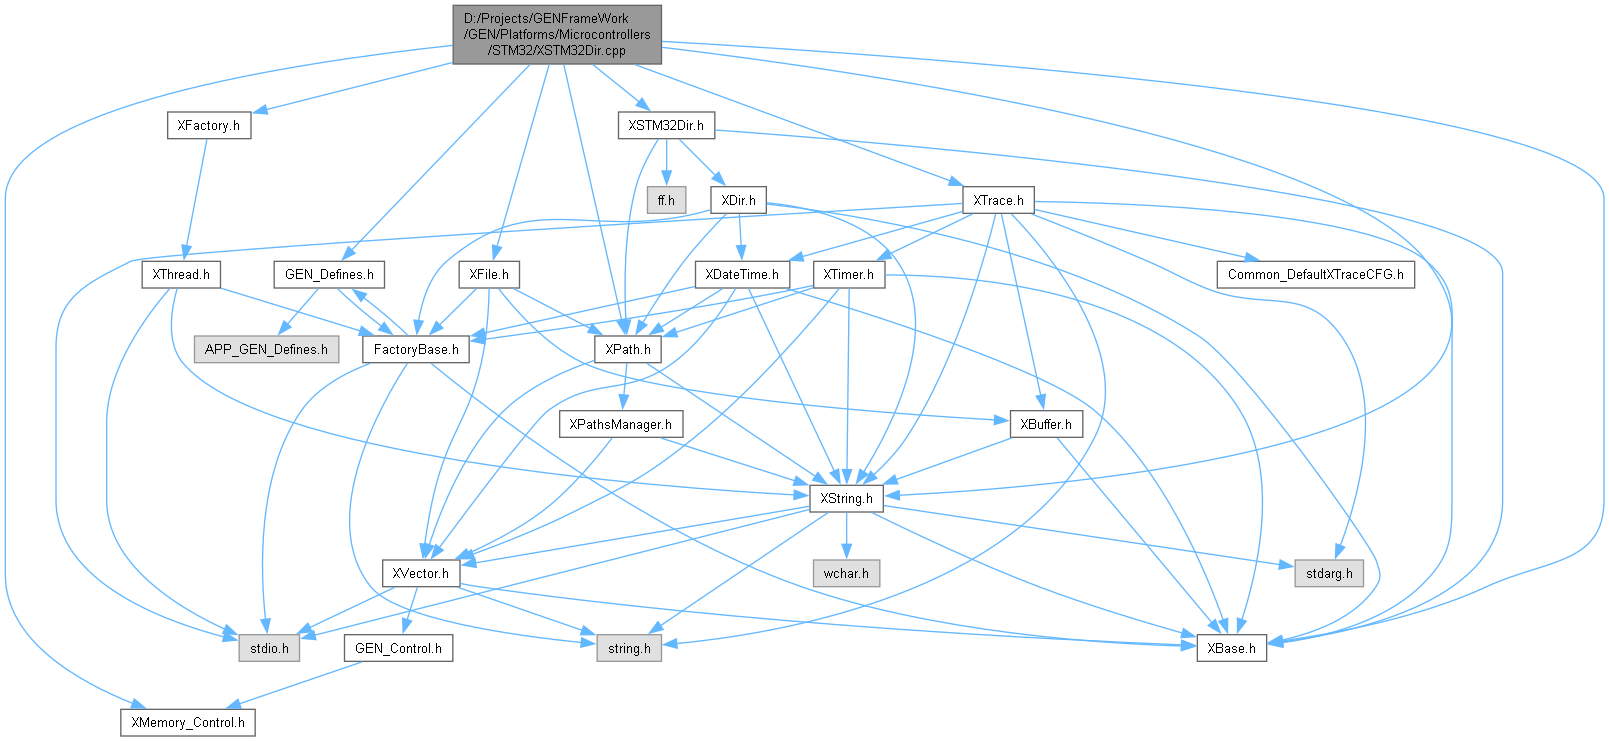 D:/Projects/GENFrameWork
/GEN/Platforms/Microcontrollers
/STM32/XSTM32Dir.cpp
XFactory.h
XSTM32Dir.h
ff.h
XDir.h
XTrace.h
XThread.h
GEN_Defines.h
XFile.h
XDateTime.h
XTimer.h
Common_DefaultXTraceCFG.h
APP_GEN_Defines.h
FactoryBase.h
XPath.h
XPathsManager.h
XBuffer.h
XString.h
XVector.h
wchar.h
stdarg.h
stdio.h
GEN_Control.h
string.h
XBase.h
XMemory_Control.h